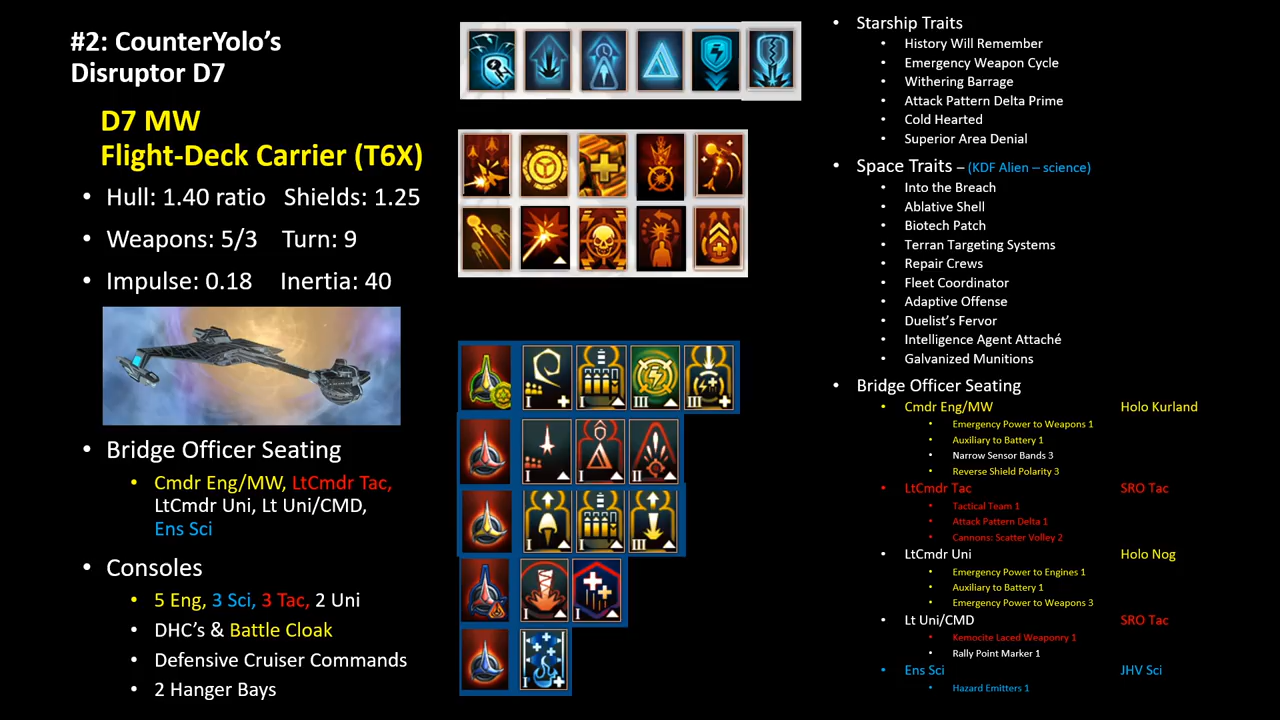 #2: CounterYolo's
Disruptor D7
D7 MW
Flight-Deck Carrier (T6X)
• Hull: 1.40 ratio Shields: 1.25
• Weapons: 5/3 Turn: 9
• Impulse: 0.18 Inertia: 40
• Bridge Officer Seating
• Cmdr Eng/MW, LtCmdr Tac,
LtCmdr Uni, Lt Uni/CMD,
Ens Sci
• Consoles
• 5 Eng, 3 Sci, 3 Tac, 2 Uni
• DHC's & Battle Cloak
• Defensive Cruiser Commands
• 2 Hanger Bays
I I III III
I I II
I I III
I I
I
• Starship Traits
• History Will Remember
• Emergency Weapon Cycle
• Withering Barrage
• Attack Pattern Delta Prime
• Cold Hearted
• Superior Area Denial
• Space Traits – (KDF Alien – science)
• Into the Breach
• Ablative Shell
• Biotech Patch
• Terran Targeting Systems
• Repair Crews
• Fleet Coordinator
• Adaptive Offense
• Duelist's Fervor
• Intelligence Agent Attaché
• Galvanized Munitions
• Bridge Officer Seating
• Cmdr Eng/MW Holo Kurland
• Emergency Power to Weapons 1
• Auxiliary to Battery 1
• Narrow Sensor Bands 3
• Reverse Shield Polarity 3
• LtCmdr Tac SRO Tac
• Tactical Team 1
• Attack Pattern Delta 1
• Cannons: Scatter Volley 2
• LtCmdr Uni Holo Nog
• Emergency Power to Engines 1
• Auxiliary to Battery 1
• Emergency Power to Weapons 3
• Lt Uni/CMD SRO Tac
• Kemocite Laced Weaponry 1
• Rally Point Marker 1
• Ens Sci JHV Sci
• Hazard Emitters 1